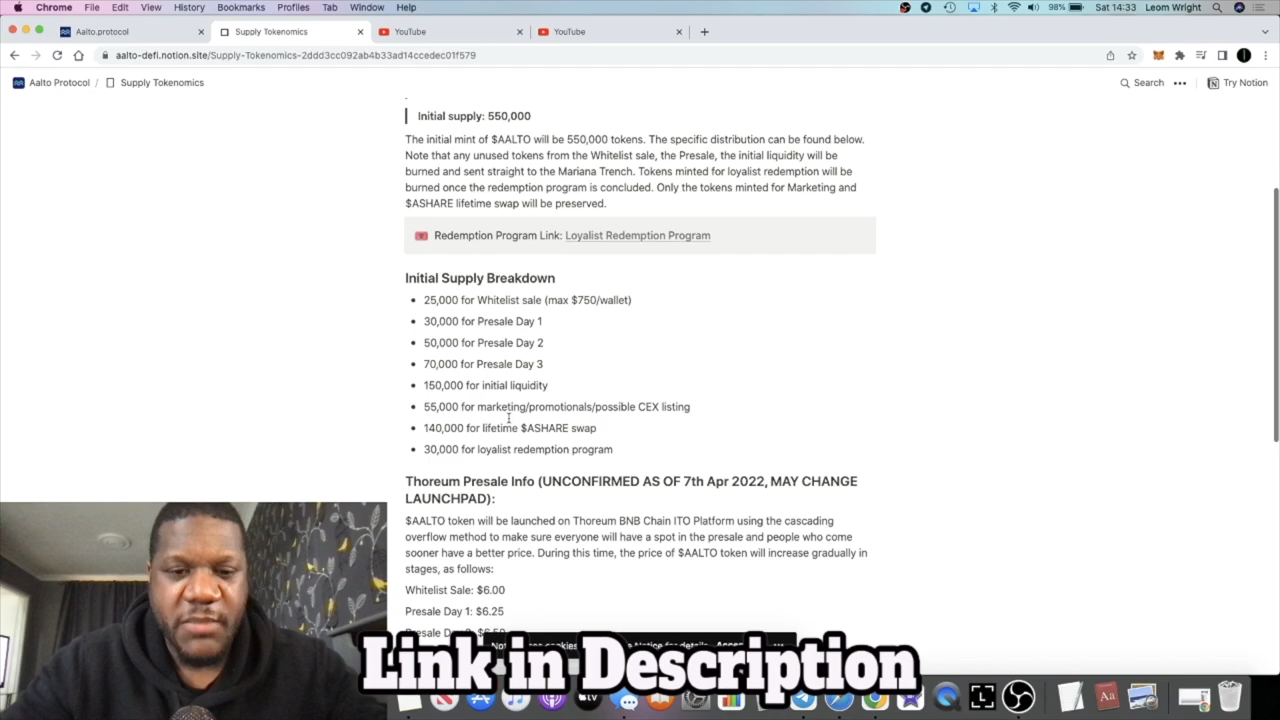 Chrome File Edit View History Bookmarks Profiles Tab Window Help 98% Sat 14:33 Leom Wright
Aalto.protocol Supply Tokenomics YouTube YouTube
aalto-defi.notion.site/Supply-Tokenomics-2ddd3cc092ab4b33ad14ccedec01f579
Aalto Protocol / Supply Tokenomics Search Try Notion
Initial supply: 550,000
The initial mint of $AALTO will be 550,000 tokens. The specific distribution can be found below.
Note that any unused tokens from the Whitelist sale, the Presale, the initial liquidity will be
burned and sent straight to the Mariana Trench. Tokens minted for loyalist redemption will be
burned once the redemption program is concluded. Only the tokens minted for Marketing and
$ASHARE lifetime swap will be preserved.
Redemption Program Link: Loyalist Redemption Program
Initial Supply Breakdown
• 25,000 for Whitelist sale (max $750/wallet)
• 30,000 for Presale Day 1
• 50,000 for Presale Day 2
• 70,000 for Presale Day 3
• 150,000 for initial liquidity
• 55,000 for marketing/promotionals/possible CEX listing
• 140,000 for lifetime $ASHARE swap
• 30,000 for loyalist redemption program
Thoreum Presale Info (UNCONFIRMED AS OF 7th Apr 2022, MAY CHANGE
LAUNCHPAD):
$AALTO token will be launched on Thoreum BNB Chain ITO Platform using the cascading
overflow method to make sure everyone will have a spot in the presale and people who come
sooner have a better price. During this time, the price of $AALTO token will increase gradually in
stages, as follows:
Whitelist Sale: $6.00
Presale Day 1: $6.25
Link in Description